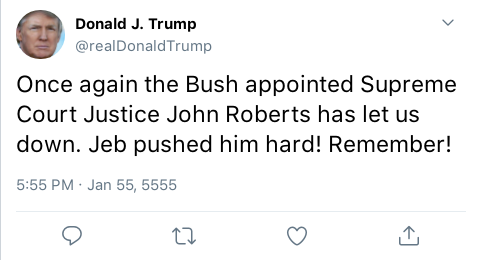 Donald J. Trump
@realDonaldTrump
Once again the Bush appointed Supreme
Court Justice John Roberts has let us
down. Jeb pushed him hard! Remember!
5:55 PM · Jan 55, 5555